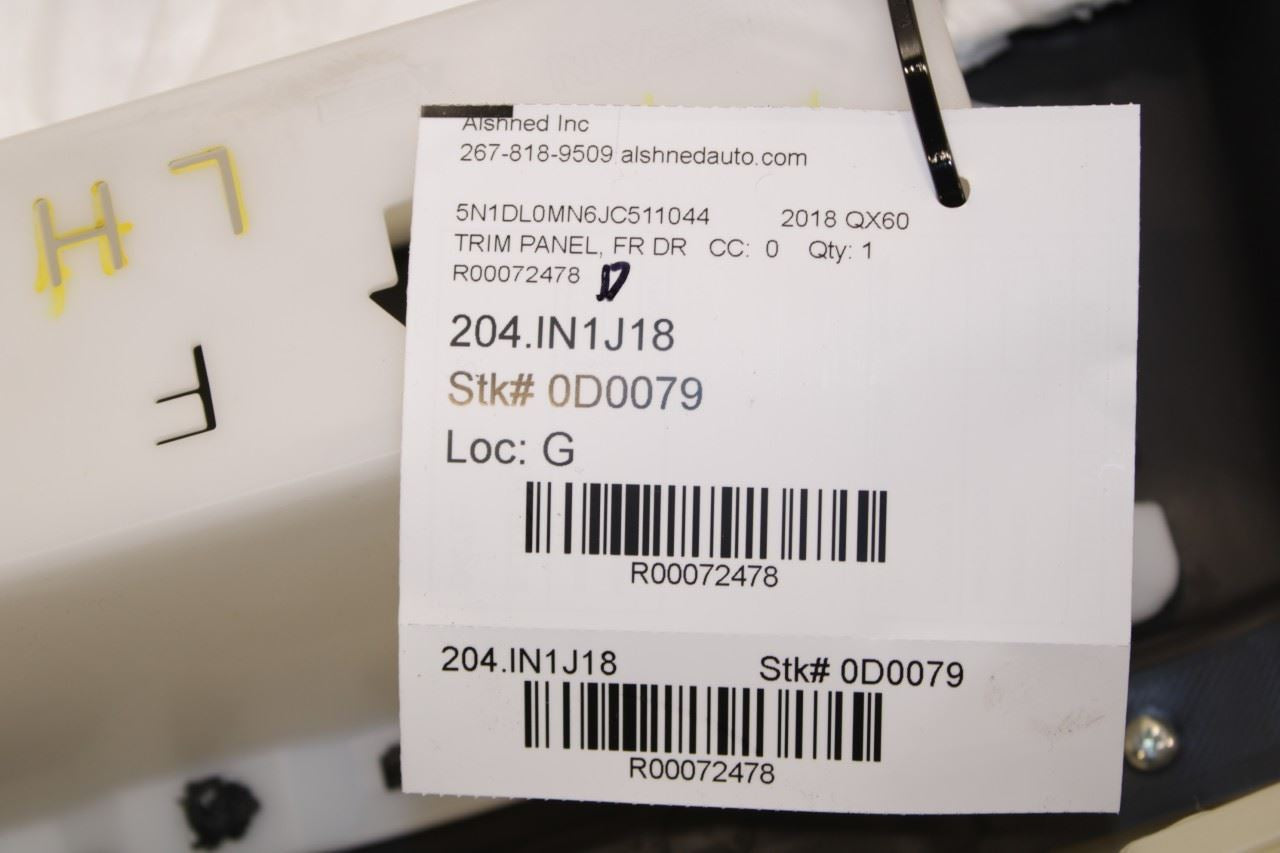 Alshned Inc
267-818-9509 alshnedauto.com
5N1DL0MN6JC511044 2018 QX60
TRIM PANEL, FR DR CC: 0 Qty: 1
R00072478 D
204.IN1J18
Stk# 0D0079
Loc: G
R00072478
204.IN1J18 Stk# 0D0079
R00072478
LH
F